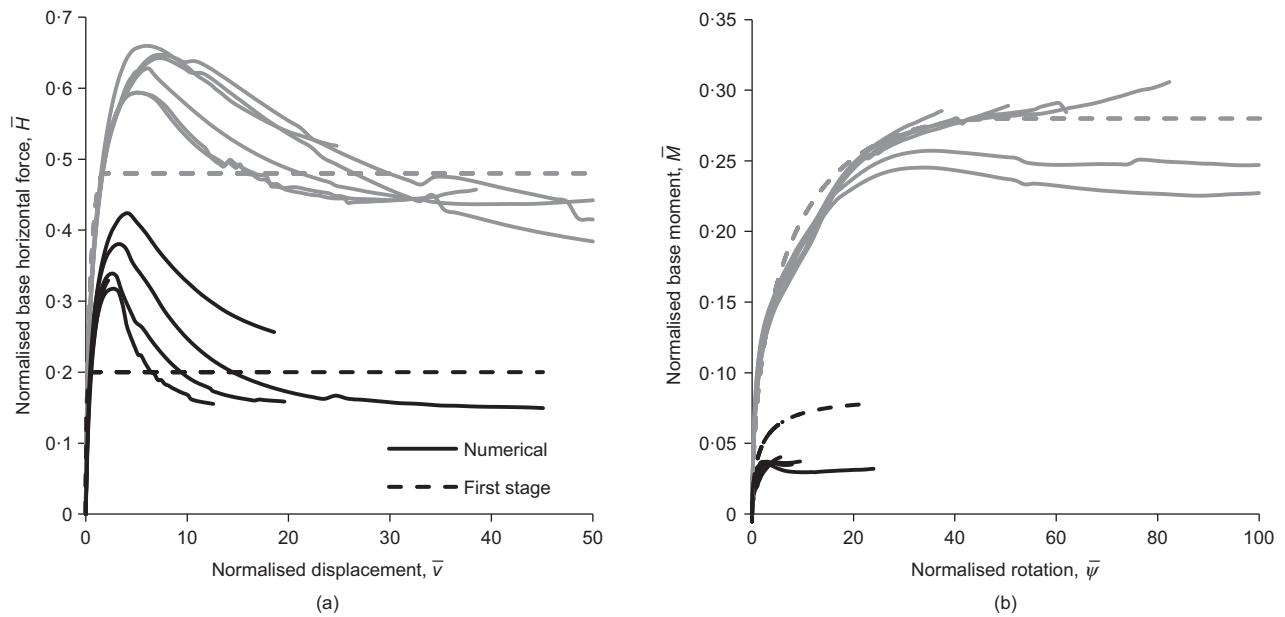 0·7
0·6
0·5
0·4
0·3
0·2
0·1
0
Normalised base horizontal force, H̅
Numerical
First stage
0 10 20 30 40 50
Normalised displacement, v̅
(a)
0·35
0·30
0·25
0·20
0·15
0·10
0·05
0
Normalised base moment, M̅
0 20 40 60 80 100
Normalised rotation, ψ̅
(b)